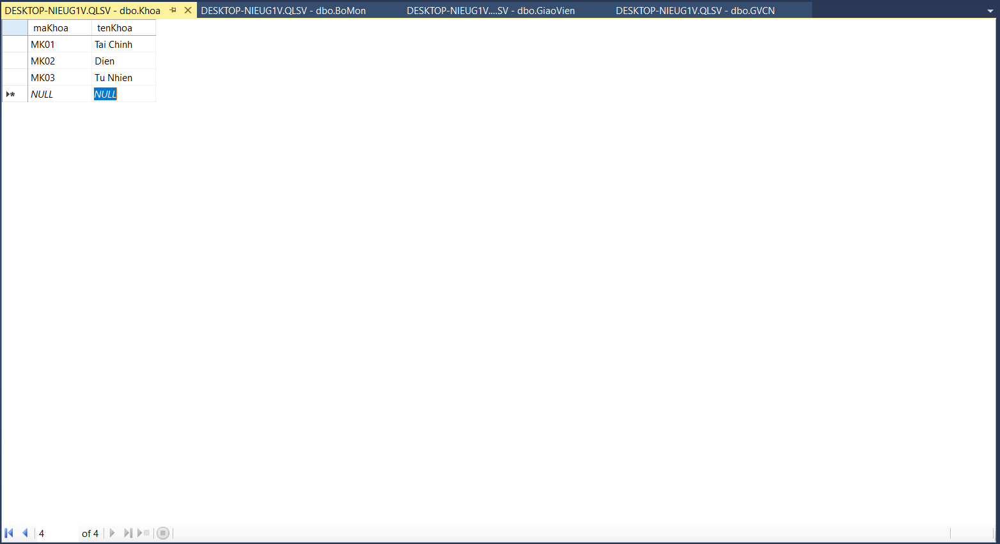 DESKTOP-NIEUG1V.QLSV - dbo.Khoa DESKTOP-NIEUG1V.QLSV - dbo.BoMon DESKTOP-NIEUG1V....SV - dbo.GiaoVien DESKTOP-NIEUG1V.QLSV - dbo.GVCN
maKhoa tenKhoa
MK01 Tai Chinh
MK02 Dien
MK03 Tu Nhien
NULL NULL
4 of 4